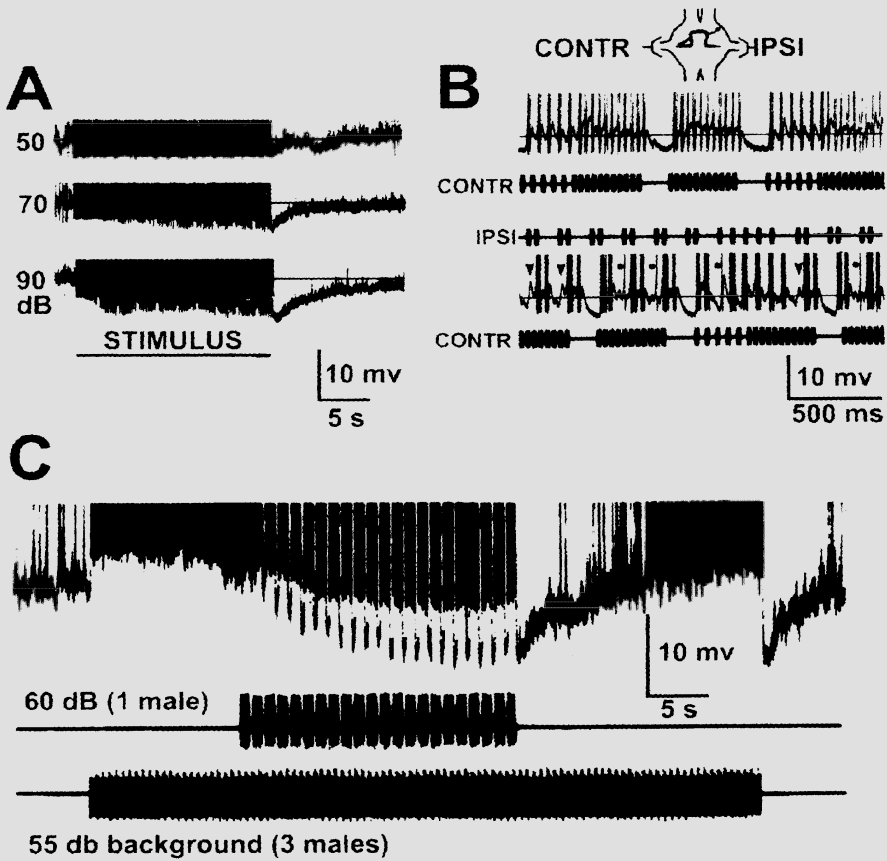 CONTR IPSI
A
B
50
70
90
dB
STIMULUS
10 mv
5 s
CONTR
IPSI
CONTR
10 mv
500 ms
C
10 mv
5 s
60 dB (1 male)
55 db background (3 males)